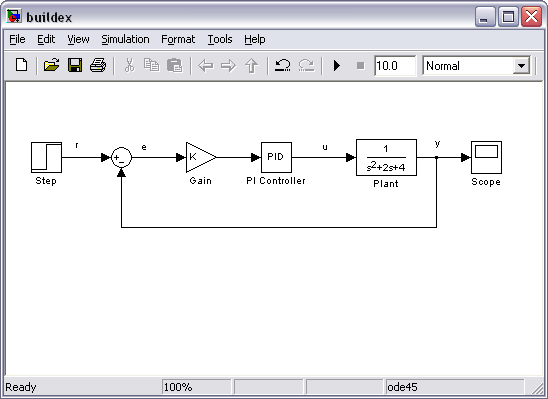 buildex
File Edit View Simulation Format Tools Help
10.0 Normal
r e u y
+ - K PID 1
s²+2s+4
Step Gain PI Controller Plant Scope
Ready 100% ode45